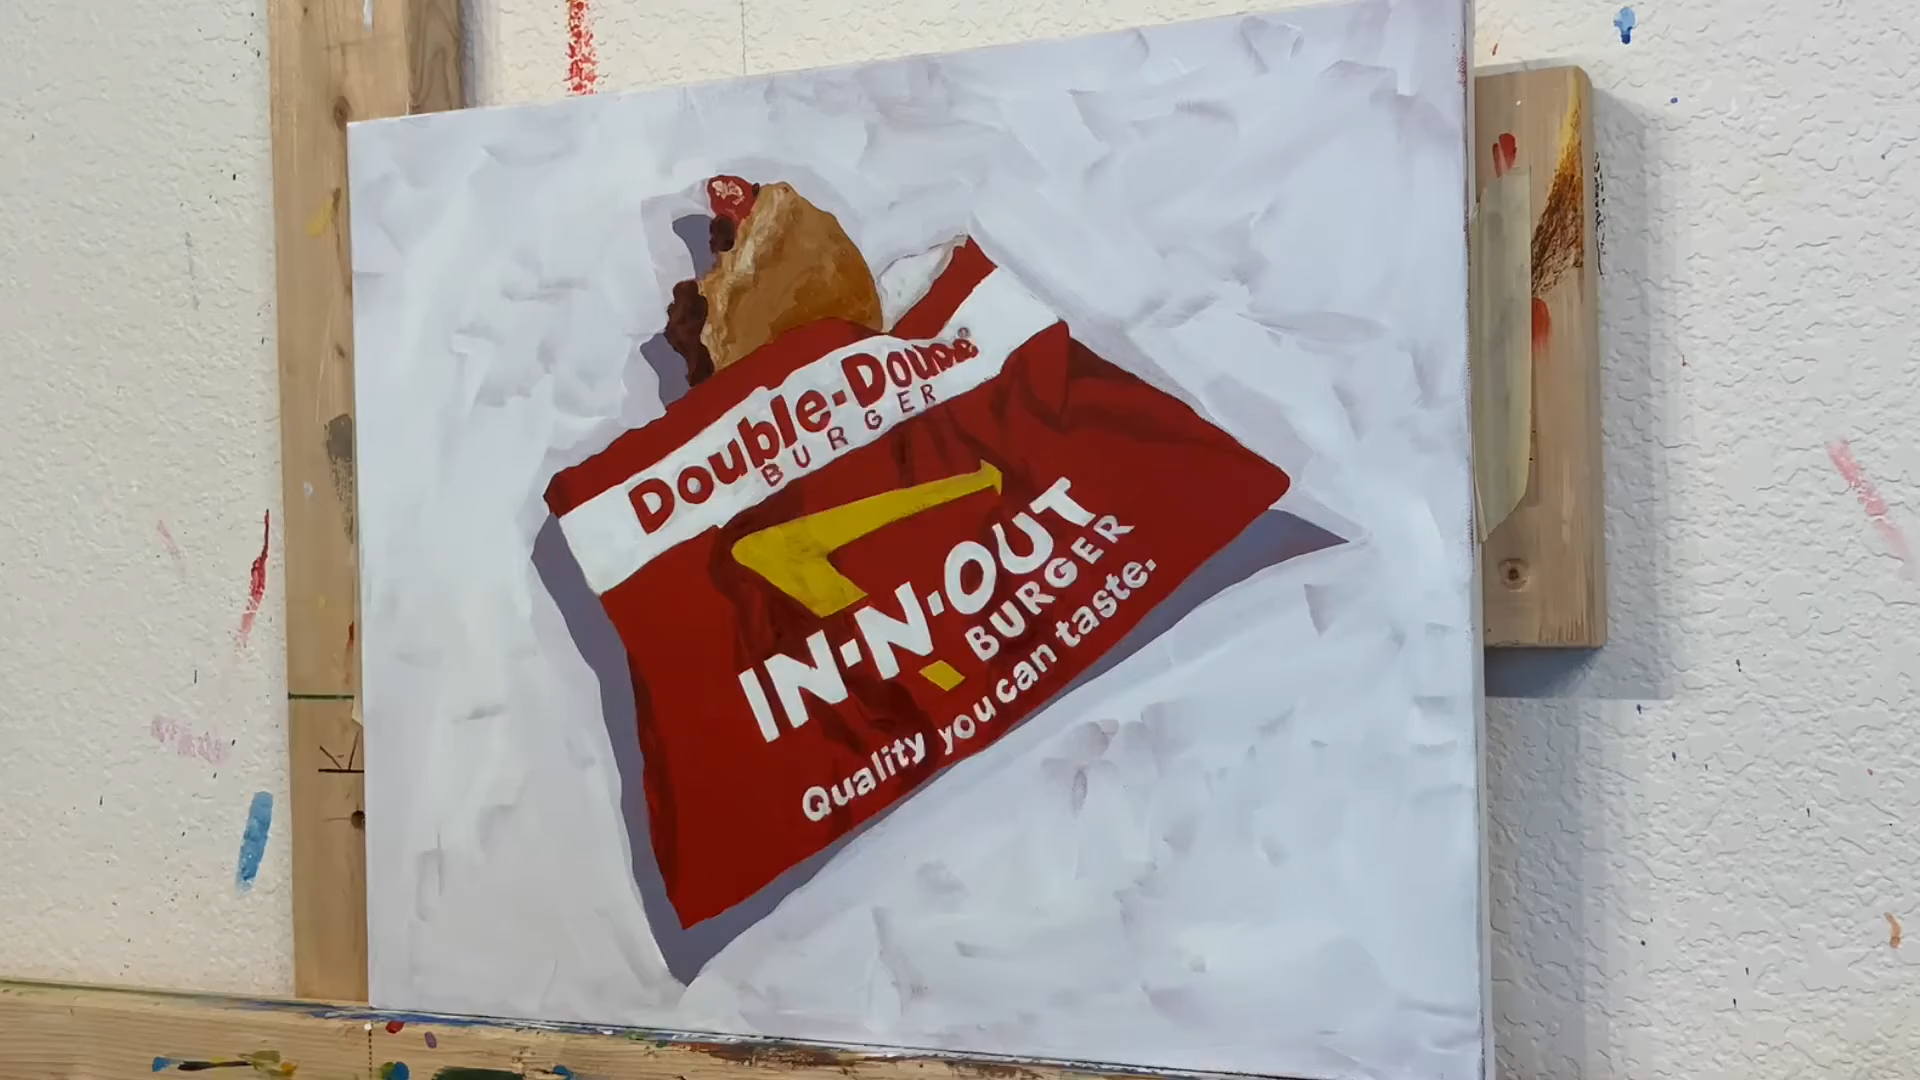 Double-Double®
BURGER
IN-N-OUT
BURGER
Quality you can taste.